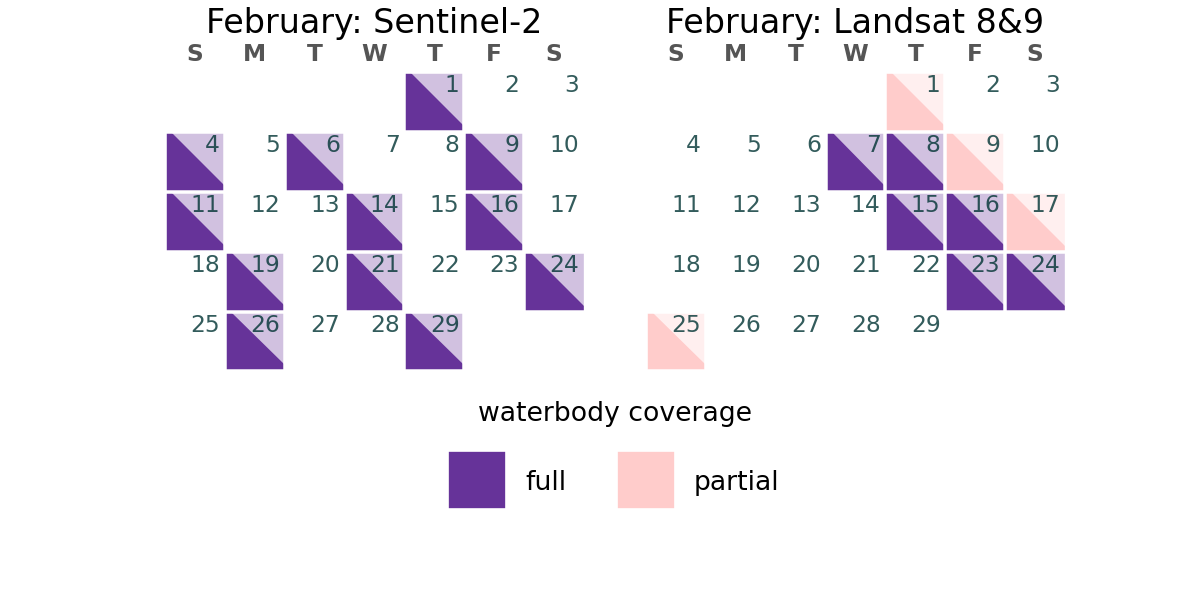 February: Sentinel-2
S M T W T F S
1 2 3
4 5 6 7 8 9 10
11 12 13 14 15 16 17
18 19 20 21 22 23 24
25 26 27 28 29
February: Landsat 8&9
S M T W T F S
1 2 3
4 5 6 7 8 9 10
11 12 13 14 15 16 17
18 19 20 21 22 23 24
25 26 27 28 29
waterbody coverage
full
partial